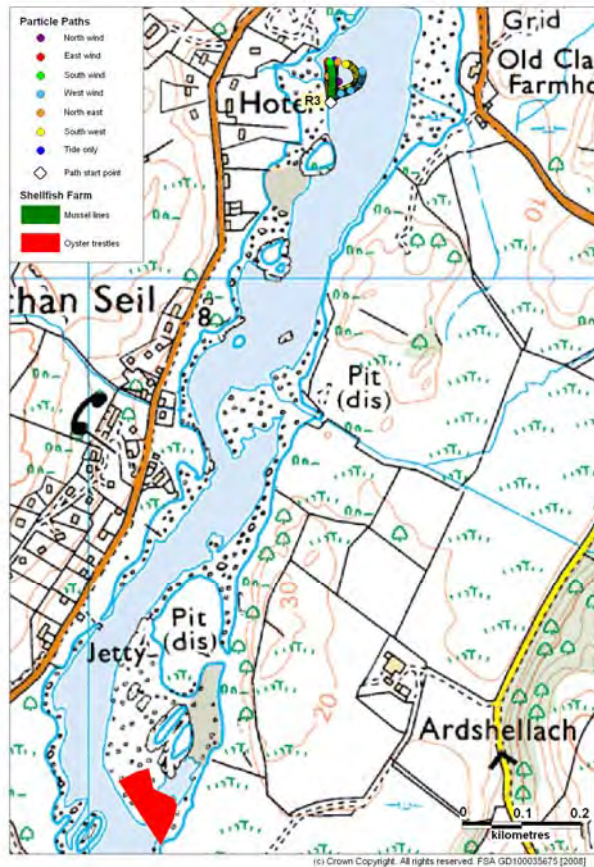 Particle Paths
North wind
East wind
South wind
West wind
North east
South west
Tide only
Path start point
Shellfish Farm
Mussel lines
Oyster trestles
Grid
Old Cla
Farmho
Hote
R3
10
chan Seil
8
Pit
(dis)
30
Pit
(dis)
Jetty
20
Ardshellach
0 0.1 0.2
kilometres
(c) Crown Copyright. All rights reserved. FSA GD100035675 [2008]